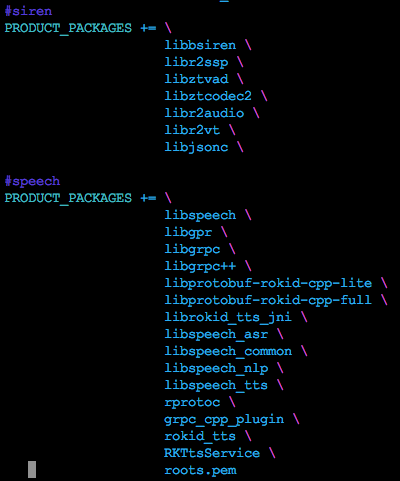 #siren
PRODUCT_PACKAGES += \
libbsiren \
libr2ssp \
libztvad \
libztcodec2 \
libr2audio \
libr2vt \
libjsonc \
#speech
PRODUCT_PACKAGES += \
libspeech \
libgpr \
libgrpc \
libgrpc++ \
libprotobuf-rokid-cpp-lite \
libprotobuf-rokid-cpp-full \
librokid_tts_jni \
libspeech_asr \
libspeech_common \
libspeech_nlp \
libspeech_tts \
rprotoc \
grpc_cpp_plugin \
rokid_tts \
RKTtsService \
roots.pem